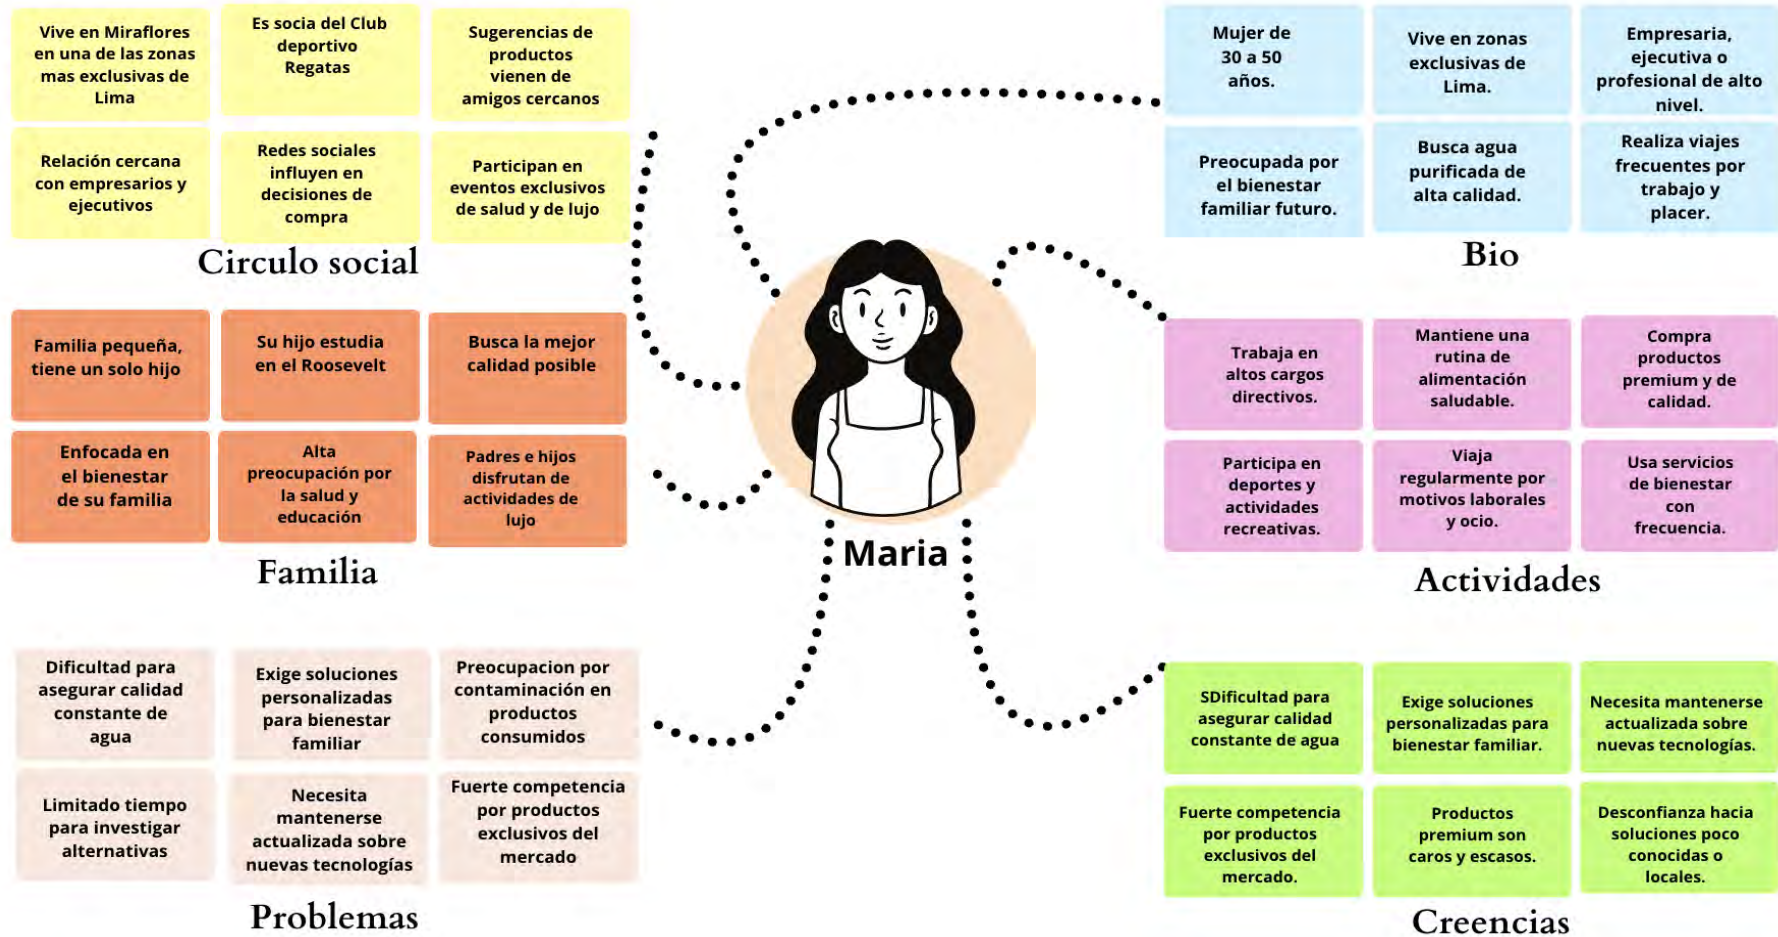 Vive en Miraflores
en una de las zonas
mas exclusivas de
Lima
Es socia del Club
deportivo
Regatas
Sugerencias de
productos
vienen de
amigos cercanos
Relación cercana
con empresarios y
ejecutivos
Redes sociales
influyen en
decisiones de
compra
Participan en
eventos exclusivos
de salud y de lujo
Circulo social
Familia pequeña,
tiene un solo hijo
Su hijo estudia
en el Roosevelt
Busca la mejor
calidad posible
Enfocada en
el bienestar
de su familia
Alta
preocupación por
la salud y
educación
Padres e hijos
disfrutan de
actividades de
lujo
Familia
Dificultad para
asegurar calidad
constante de
agua
Exige soluciones
personalizadas
para bienestar
familiar
Preocupacion por
contaminación en
productos
consumidos
Limitado tiempo
para investigar
alternativas
Necesita
mantenerse
actualizada sobre
nuevas tecnologías
Fuerte competencia
por productos
exclusivos del
mercado
Problemas
Maria
Mujer de
30 a 50
años.
Vive en zonas
exclusivas de
Lima.
Empresaria,
ejecutiva o
profesional de alto
nivel.
Preocupada por
el bienestar
familiar futuro.
Busca agua
purificada de
alta calidad.
Realiza viajes
frecuentes por
trabajo y
placer.
Bio
Trabaja en
altos cargos
directivos.
Mantiene una
rutina de
alimentación
saludable.
Compra
productos
premium y de
calidad.
Participa en
deportes y
actividades
recreativas.
Viaja
regularmente por
motivos laborales
y ocio.
Usa servicios
de bienestar
con
frecuencia.
Actividades
SDificultad para
asegurar calidad
constante de agua
Exige soluciones
personalizadas para
bienestar familiar.
Necesita mantenerse
actualizada sobre
nuevas tecnologías.
Fuerte competencia
por productos
exclusivos del
mercado.
Productos
premium son
caros y escasos.
Desconfianza hacia
soluciones poco
conocidas o
locales.
Creencias